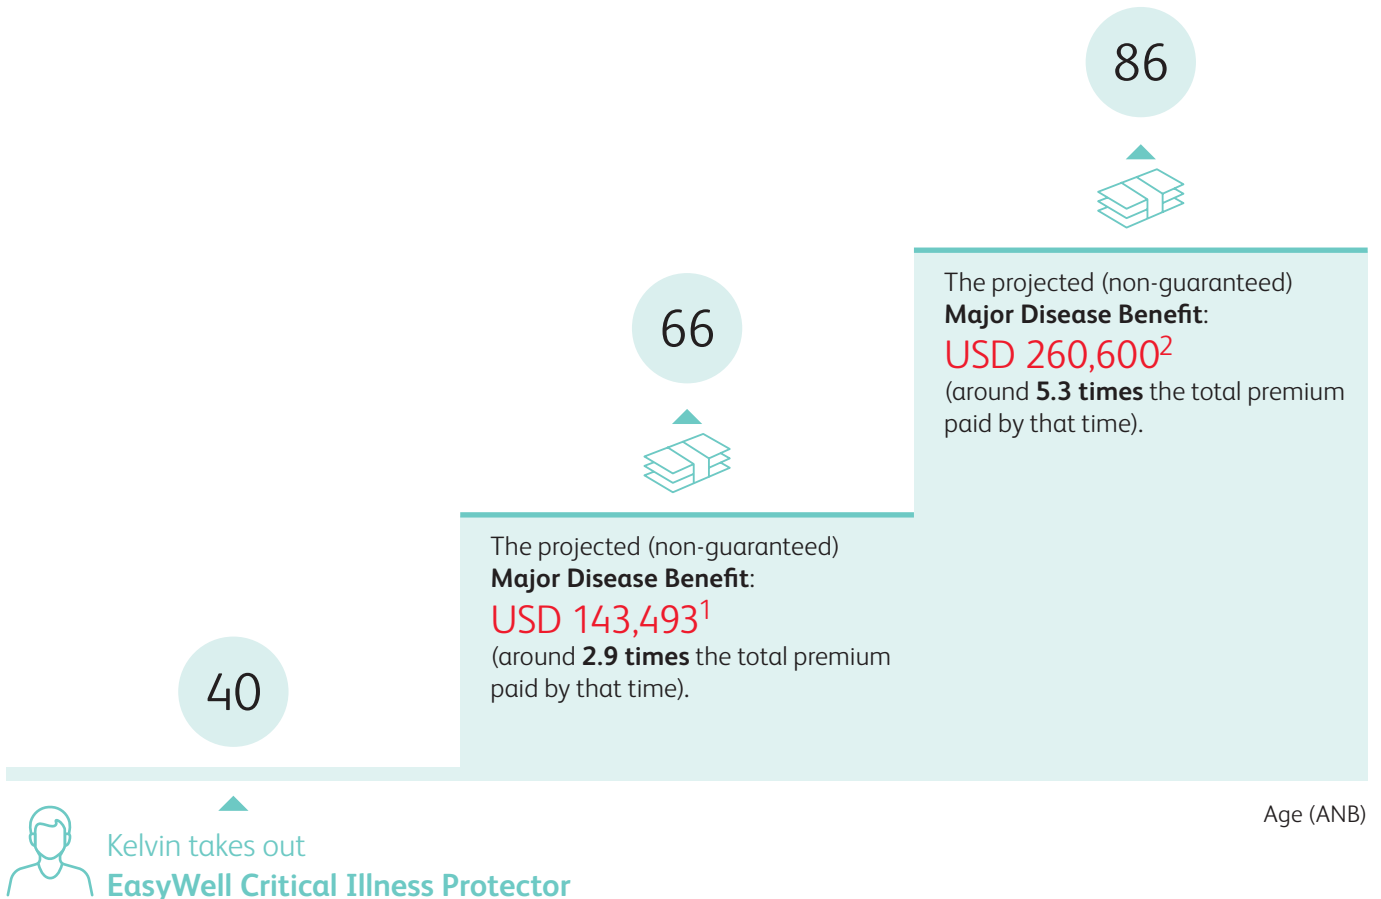 86
The projected (non-guaranteed)
Major Disease Benefit:
USD 260,600²
(around 5.3 times the total premium
paid by that time).
66
The projected (non-guaranteed)
Major Disease Benefit:
USD 143,493¹
(around 2.9 times the total premium
paid by that time).
40
Age (ANB)
Kelvin takes out
EasyWell Critical Illness Protector